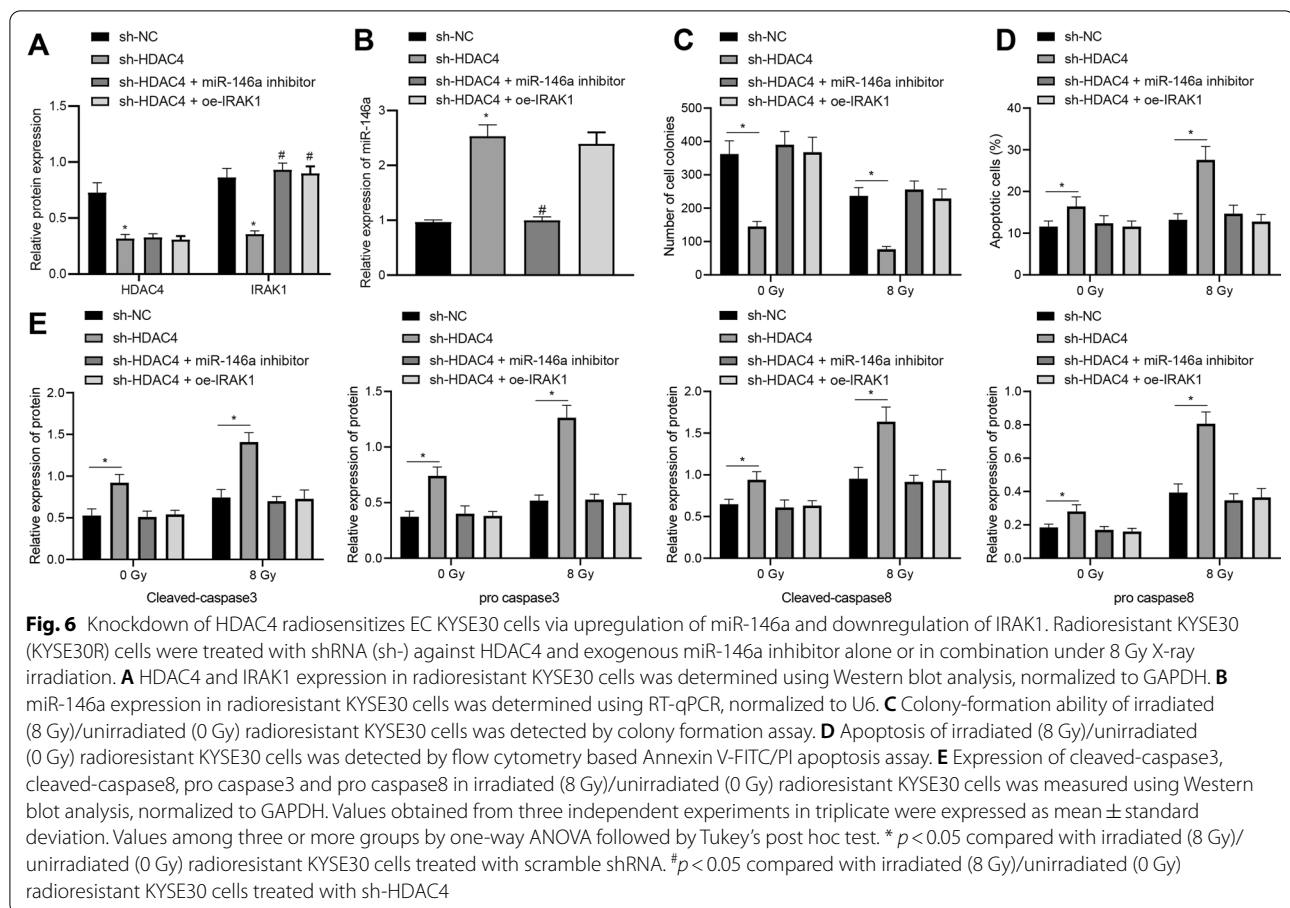 A
sh-NC
sh-HDAC4
sh-HDAC4 + miR-146a inhibitor
sh-HDAC4 + oe-IRAK1
Relative protein expression
1.5
1.0
0.5
0.0
*
*
#
#
HDAC4
IRAK1
B
sh-NC
sh-HDAC4
sh-HDAC4 + miR-146a inhibitor
sh-HDAC4 + oe-IRAK1
Relative expression of miR-146a
3
2
1
0
*
#
C
sh-NC
sh-HDAC4
sh-HDAC4 + miR-146a inhibitor
sh-HDAC4 + oe-IRAK1
Number of cell colonies
500
400
300
200
100
0
*
*
0 Gy
8 Gy
D
sh-NC
sh-HDAC4
sh-HDAC4 + miR-146a inhibitor
sh-HDAC4 + oe-IRAK1
Apoptotic cells (%)
40
30
20
10
0
*
*
0 Gy
8 Gy
E
sh-NC
sh-HDAC4
sh-HDAC4 + miR-146a inhibitor
sh-HDAC4 + oe-IRAK1
Relative expression of protein
2.0
1.5
1.0
0.5
0.0
*
*
0 Gy
8 Gy
Cleaved-caspase3
sh-NC
sh-HDAC4
sh-HDAC4 + miR-146a inhibitor
sh-HDAC4 + oe-IRAK1
Relative expression of protein
1.5
1.0
0.5
0.0
*
*
0 Gy
8 Gy
pro caspase3
sh-NC
sh-HDAC4
sh-HDAC4 + miR-146a inhibitor
sh-HDAC4 + oe-IRAK1
Relative expression of protein
2.0
1.5
1.0
0.5
0.0
*
*
0 Gy
8 Gy
Cleaved-caspase8
sh-NC
sh-HDAC4
sh-HDAC4 + miR-146a inhibitor
sh-HDAC4 + oe-IRAK1
Relative expression of protein
1.0
0.8
0.6
0.4
0.2
0.0
*
*
0 Gy
8 Gy
pro caspase8
Fig. 6 Knockdown of HDAC4 radiosensitizes EC KYSE30 cells via upregulation of miR-146a and downregulation of IRAK1. Radioresistant KYSE30
(KYSE30R) cells were treated with shRNA (sh-) against HDAC4 and exogenous miR-146a inhibitor alone or in combination under 8 Gy X-ray
irradiation. A HDAC4 and IRAK1 expression in radioresistant KYSE30 cells was determined using Western blot analysis, normalized to GAPDH. B
miR-146a expression in radioresistant KYSE30 cells was determined using RT-qPCR, normalized to U6. C Colony-formation ability of irradiated
(8 Gy)/unirradiated (0 Gy) radioresistant KYSE30 cells was detected by colony formation assay. D Apoptosis of irradiated (8 Gy)/unirradiated
(0 Gy) radioresistant KYSE30 cells was detected by flow cytometry based Annexin V-FITC/PI apoptosis assay. E Expression of cleaved-caspase3,
cleaved-caspase8, pro caspase3 and pro caspase8 in irradiated (8 Gy)/unirradiated (0 Gy) radioresistant KYSE30 cells was measured using Western
blot analysis, normalized to GAPDH. Values obtained from three independent experiments in triplicate were expressed as mean ± standard
deviation. Values among three or more groups by one-way ANOVA followed by Tukey's post hoc test. * p < 0.05 compared with irradiated (8 Gy)/
unirradiated (0 Gy) radioresistant KYSE30 cells treated with scramble shRNA. #p < 0.05 compared with irradiated (8 Gy)/unirradiated (0 Gy)
radioresistant KYSE30 cells treated with sh-HDAC4